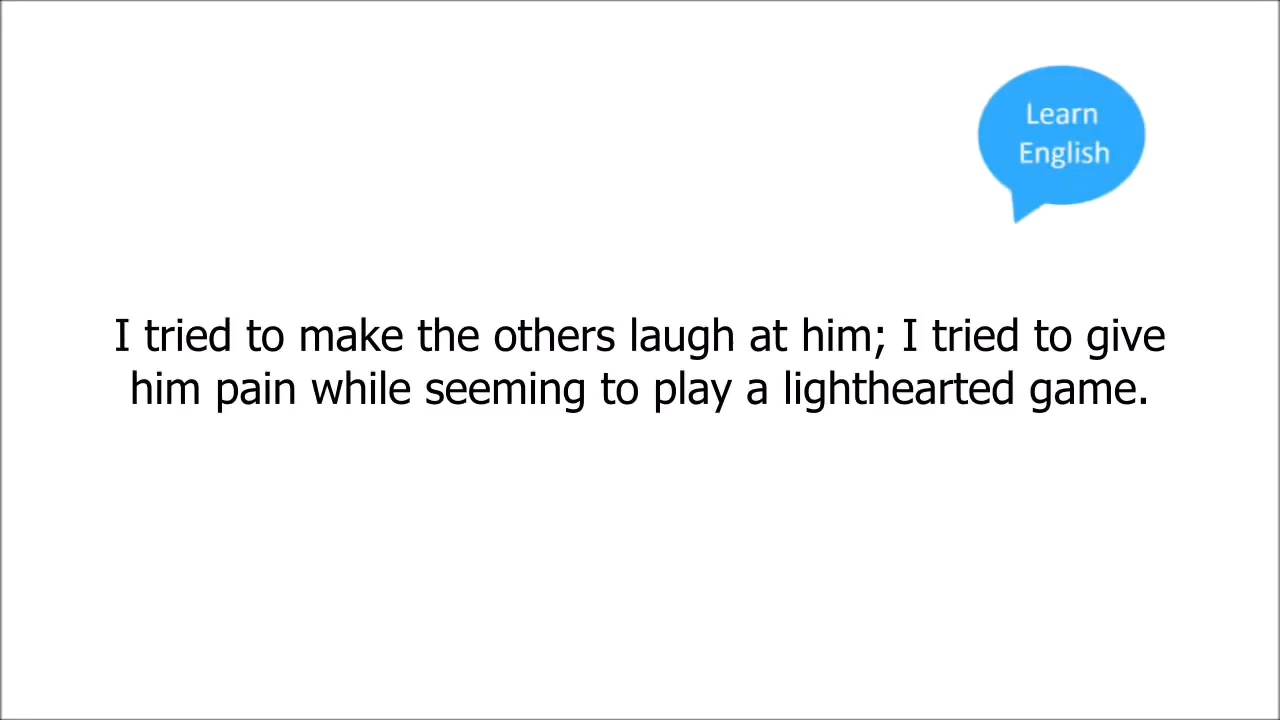 Learn
English
I tried to make the others laugh at him; I tried to give
him pain while seeming to play a lighthearted game.